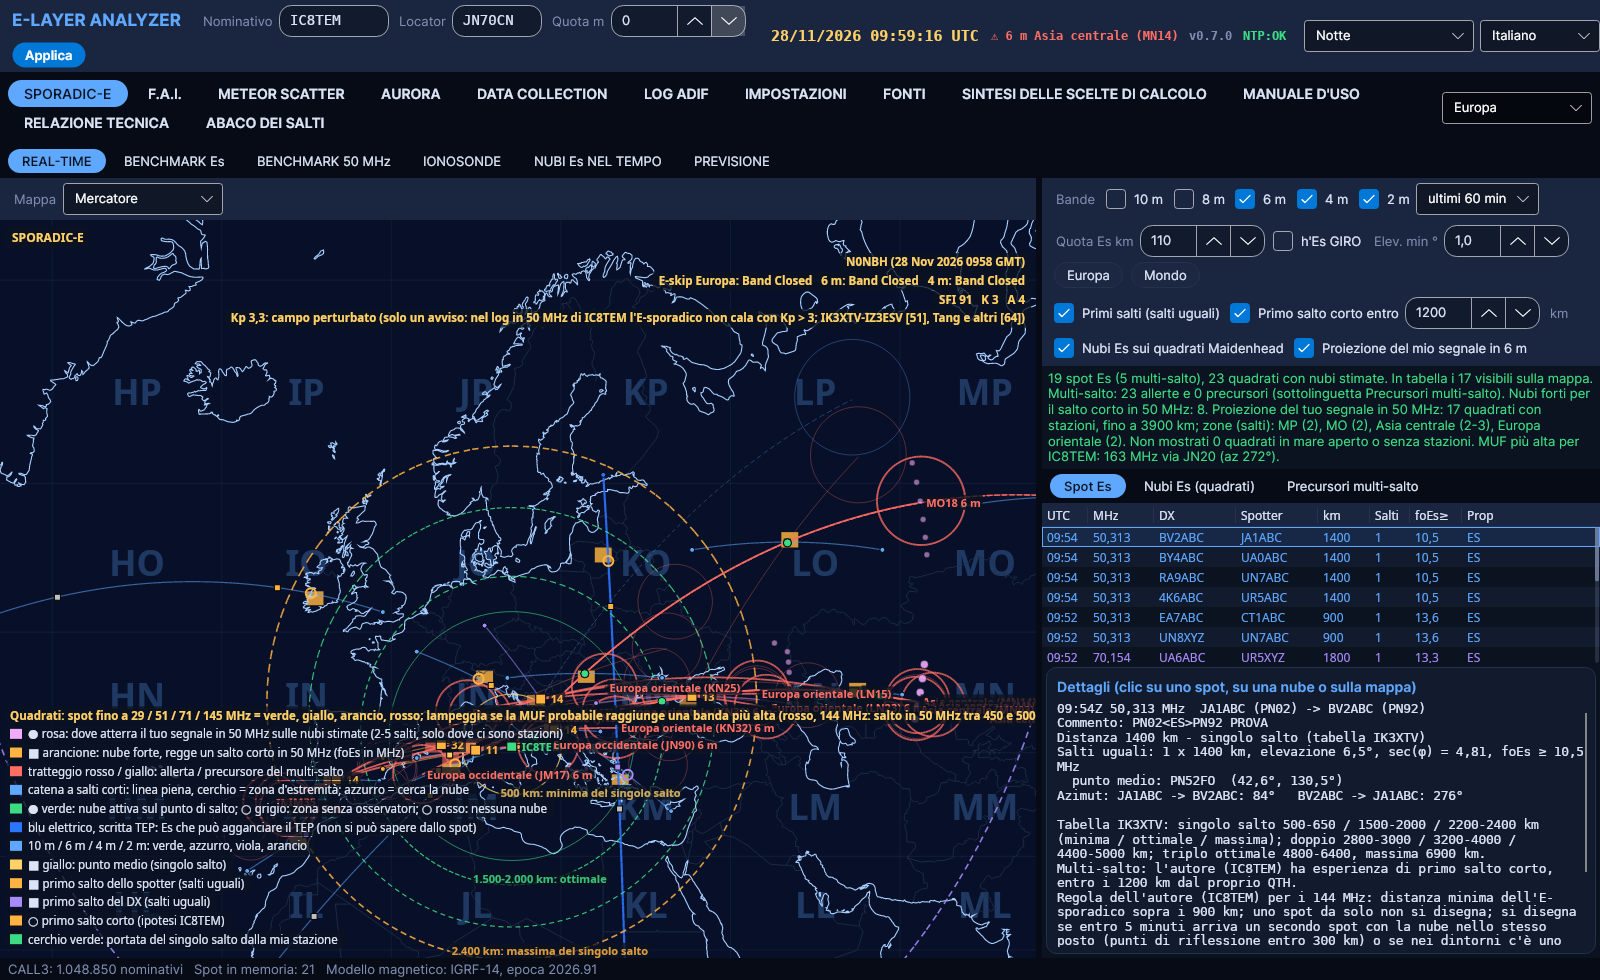 E-LAYER ANALYZER
Nominativo IC8TEM Locator JN70CN Quota m 0
28/11/2026 09:59:16 UTC ⚠ 6 m Asia centrale (MN14) v0.7.0 NTP:OK Notte Italiano
Applica
SPORADIC-E F.A.I. METEOR SCATTER AURORA DATA COLLECTION LOG ADIF IMPOSTAZIONI FONTI SINTESI DELLE SCELTE DI CALCOLO MANUALE D'USO
RELAZIONE TECNICA ABACO DEI SALTI Europa
REAL-TIME BENCHMARK Es BENCHMARK 50 MHz IONOSONDE NUBI Es NEL TEMPO PREVISIONE
Mappa Mercatore
SPORADIC-E
N0NBH (28 Nov 2026 0958 GMT)
E-skip Europa: Band Closed 6 m: Band Closed 4 m: Band Closed
SFI 91 K 3 A 4
Kp 3,3: campo perturbato (solo un avviso: nel log in 50 MHz di IC8TEM l'E-sporadico non cala con Kp > 3; IK3XTV-IZ3ESV [51], Tang e altri [64])
HP IP JP KP LP MP
MO18 6 m
HO IO KO LO MO
Europa orientale (KN25)
Europa orientale (LN15)
HN IN MN
14 13
Quadrati: spot fino a 29 / 51 / 71 / 145 MHz = verde, giallo, arancio, rosso; lampeggia se la MUF probabile raggiunge una banda più alta (rosso, 144 MHz: salto in 50 MHz tra 450 e 500
Europa orientale (KN32) 6 m
Europa occidentale (JN90) 6 m
32 11 IC8TE
Europa occidentale (JM17) 6 m
500 km: minima del singolo salto
KM LM MM
1.500-2.000 km: ottimale
IL JL KL LL ML
2.400 km: massima del singolo salto
rosa: dove atterra il tuo segnale in 50 MHz sulle nubi stimate (2-5 salti, solo dove ci sono stazioni)
arancione: nube forte, regge un salto corto in 50 MHz (foEs in MHz)
tratteggio rosso / giallo: allerta / precursore del multi-salto
catena a salti corti: linea piena, cerchio = zona d'estremità; azzurro = cerca la nube
verde: nube attiva sul punto di salto; ○ grigio: zona senza osservatori; ○ rosso: nessuna nube
blu elettrico, scritta TEP: Es che può agganciare il TEP (non si può sapere dallo spot)
10 m / 6 m / 4 m / 2 m: verde, azzurro, viola, arancio
giallo: punto medio (singolo salto)
primo salto dello spotter (salti uguali)
primo salto del DX (salti uguali)
primo salto corto (ipotesi IC8TEM)
cerchio verde: portata del singolo salto dalla mia stazione
Bande 10 m 8 m 6 m 4 m 2 m ultimi 60 min
Quota Es km 110 h'Es GIRO Elev. min ° 1,0
Europa Mondo
Primi salti (salti uguali) Primo salto corto entro 1200 km
Nubi Es sui quadrati Maidenhead Proiezione del mio segnale in 6 m
19 spot Es (5 multi-salto), 23 quadrati con nubi stimate. In tabella i 17 visibili sulla mappa.
Multi-salto: 23 allerte e 0 precursori (sottolinguetta Precursori multi-salto). Nubi forti per
il salto corto in 50 MHz: 8. Proiezione del tuo segnale in 50 MHz: 17 quadrati con
stazioni, fino a 3900 km; zone (salti): MP (2), MO (2), Asia centrale (2-3), Europa
orientale (2). Non mostrati 0 quadrati in mare aperto o senza stazioni. MUF più alta per
IC8TEM: 163 MHz via JN20 (az 272°).
Spot Es Nubi Es (quadrati) Precursori multi-salto
UTC MHz DX Spotter km Salti foEs≥ Prop
09:54 50,313 BV2ABC JA1ABC 1400 1 10,5 ES
09:54 50,313 BY4ABC UA0ABC 1400 1 10,5 ES
09:54 50,313 RA9ABC UN7ABC 1400 1 10,5 ES
09:54 50,313 4K6ABC UR5ABC 1400 1 10,5 ES
09:52 50,313 EA7ABC CT1ABC 900 1 13,6 ES
09:52 50,313 UN8XYZ UN7ABC 900 1 13,6 ES
09:52 70,154 UA6ABC UR5XYZ 1800 1 13,3 ES
Dettagli (clic su uno spot, su una nube o sulla mappa)
09:54Z 50,313 MHz JA1ABC (PN02) -> BV2ABC (PN92)
Commento: PN02<ES>PN92 PROVA
Distanza 1400 km - singolo salto (tabella IK3XTV)
Salti uguali: 1 x 1400 km, elevazione 6,5°, sec(φ) = 4,81, foEs ≥ 10,5
MHz
punto medio: PN52FO (42,6°, 130,5°)
Azimut: JA1ABC -> BV2ABC: 84° BV2ABC -> JA1ABC: 276°
Tabella IK3XTV: singolo salto 500-650 / 1500-2000 / 2200-2400 km
(minima / ottimale / massima); doppio 2800-3000 / 3200-4000 /
4400-5000 km; triplo ottimale 4800-6400, massima 6900 km.
Multi-salto: l'autore (IC8TEM) ha esperienza di primo salto corto,
entro i 1200 km dal proprio QTH.
Regola dell'autore (IC8TEM) per i 144 MHz: distanza minima dell'E-
sporadico sopra i 900 km; uno spot da solo non si disegna; si disegna
se entro 5 minuti arriva un secondo spot con la nube nello stesso
posto (punti di riflessione entro 300 km) o se nei dintorni c'è uno
CALL3: 1.048.850 nominativi Spot in memoria: 21 Modello magnetico: IGRF-14, epoca 2026.91